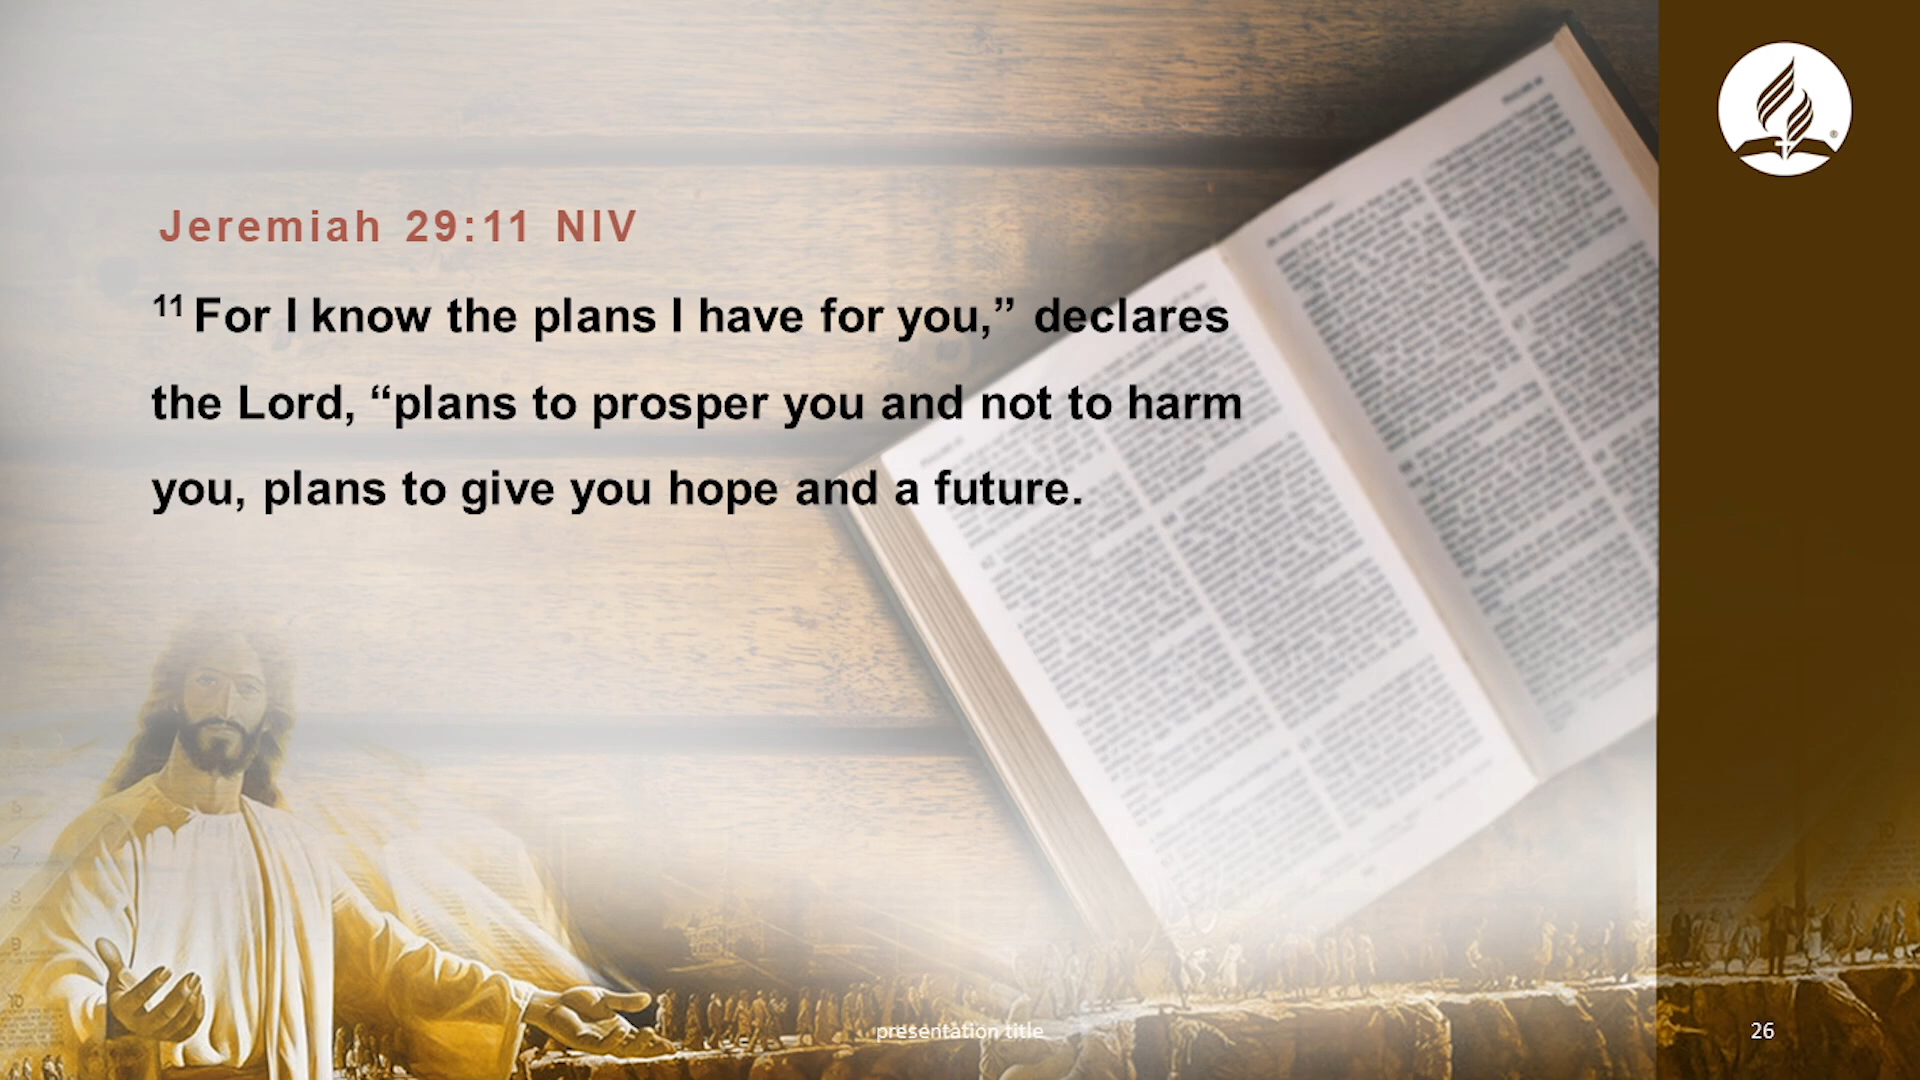 Jeremiah 29:11 NIV
11 For I know the plans I have for you,” declares
the Lord, “plans to prosper you and not to harm
you, plans to give you hope and a future.
presentation title
26